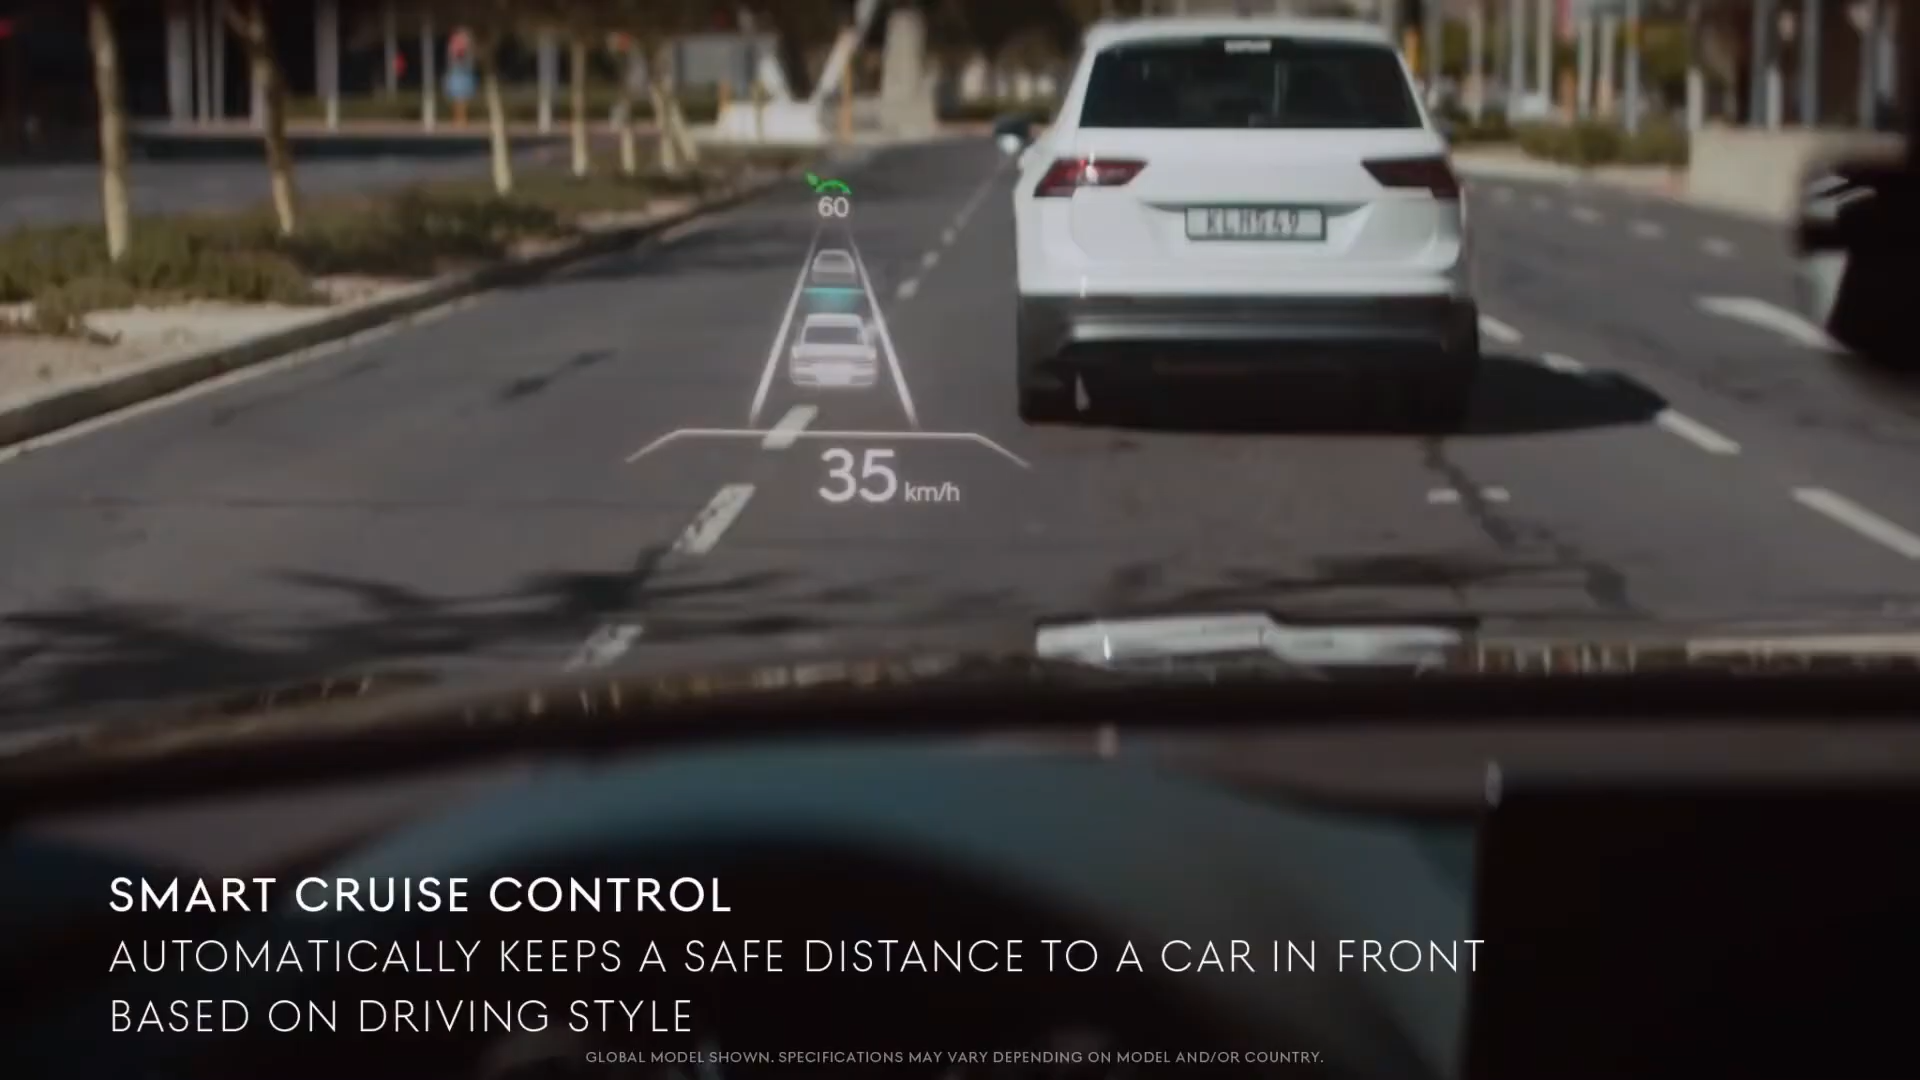 60
KLH549
35 km/h
SMART CRUISE CONTROL
AUTOMATICALLY KEEPS A SAFE DISTANCE TO A CAR IN FRONT
BASED ON DRIVING STYLE
GLOBAL MODEL SHOWN. SPECIFICATIONS MAY VARY DEPENDING ON MODEL AND/OR COUNTRY.